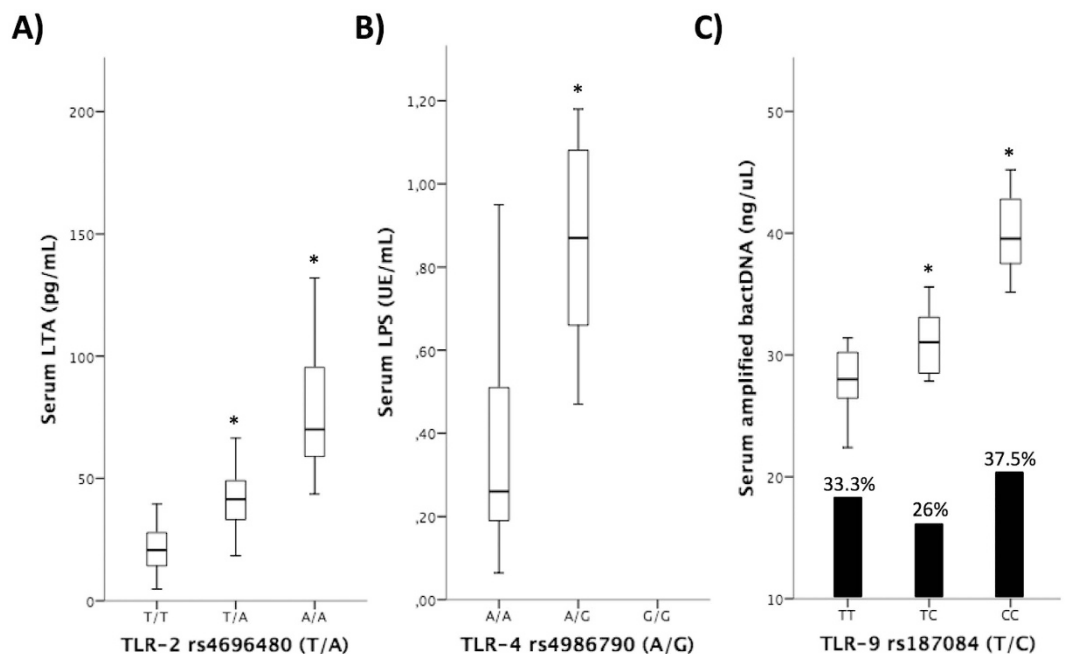 A)
Serum LTA (pg/mL)
200
150
100
50
0
*
*
T/T T/A A/A
TLR-2 rs4696480 (T/A)
B)
Serum LPS (UE/mL)
1,20
1,00
,80
,60
,40
,20
,00
*
A/A A/G G/G
TLR-4 rs4986790 (A/G)
C)
Serum amplified bactDNA (ng/uL)
50
40
30
20
10
*
*
33.3%
26%
37.5%
TT TC CC
TLR-9 rs187084 (T/C)